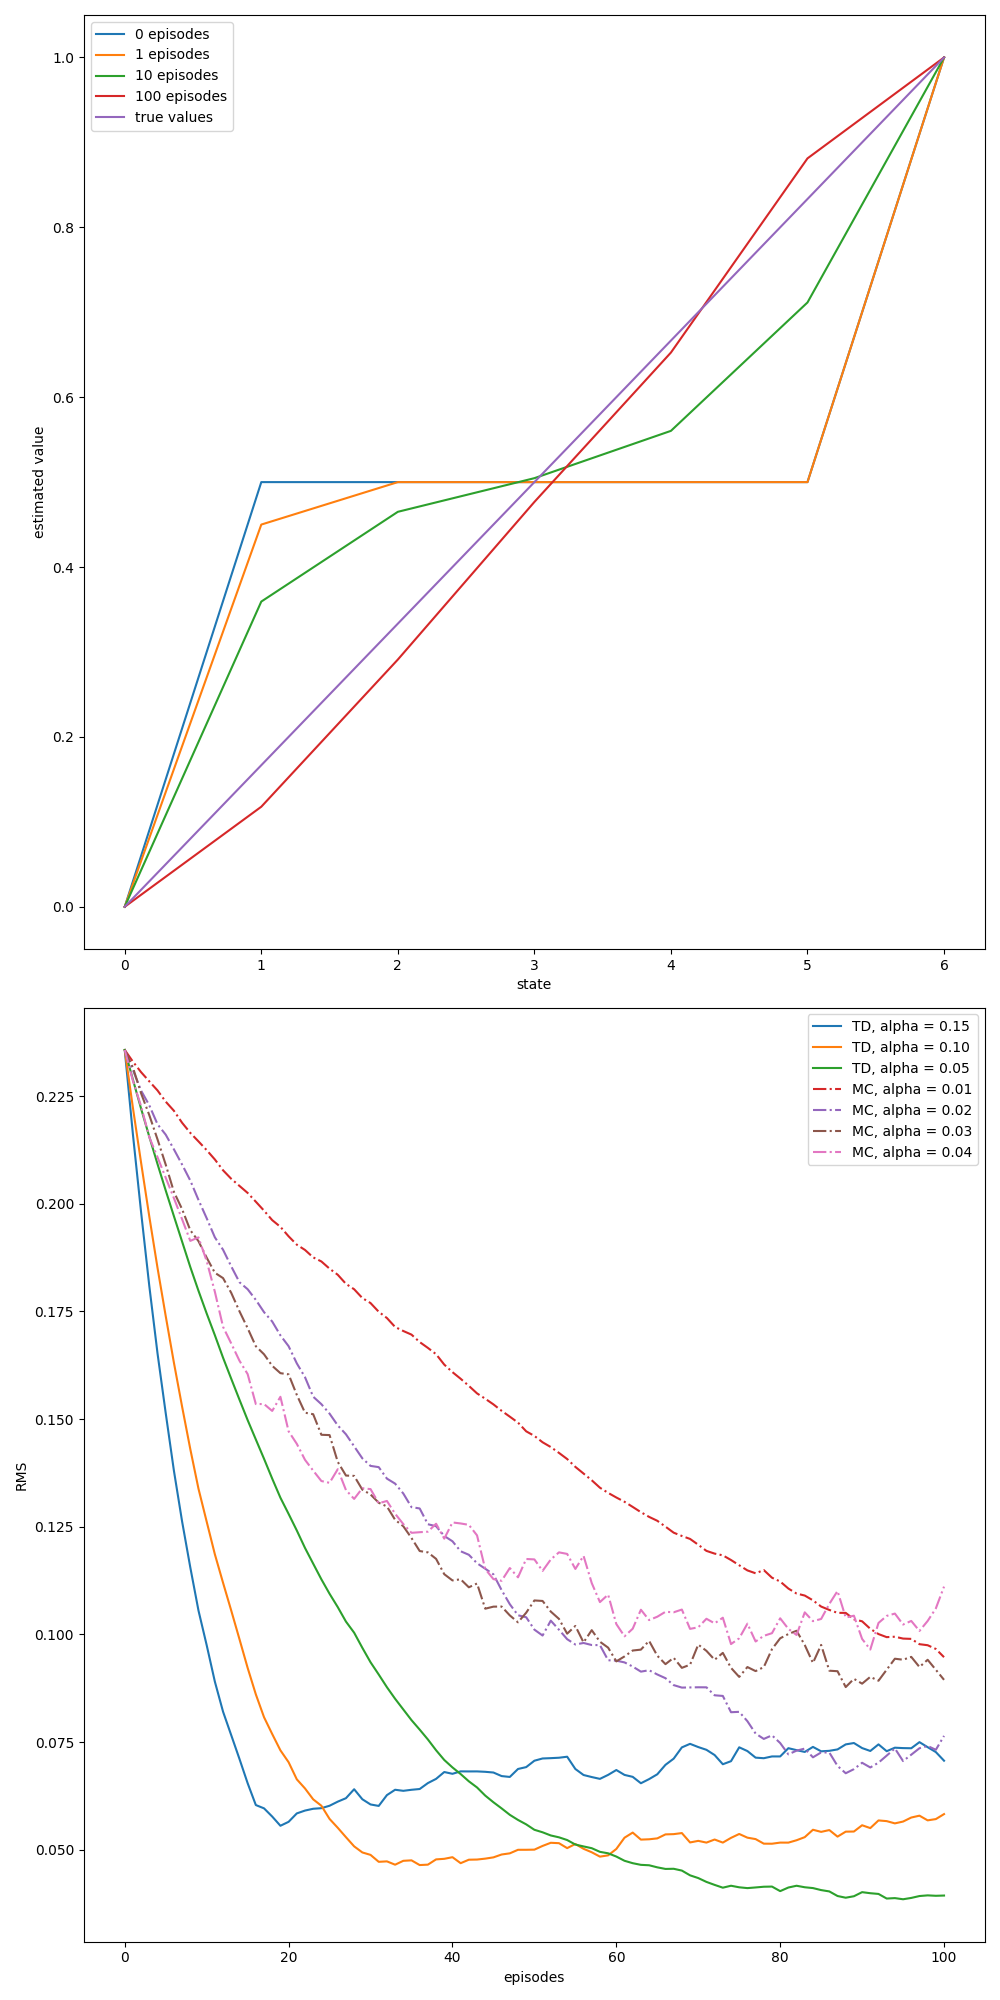 0 episodes
1 episodes
10 episodes
100 episodes
true values
1.0
0.8
0.6
0.4
0.2
0.0
estimated value
0 1 2 3 4 5 6
state
TD, alpha = 0.15
TD, alpha = 0.10
TD, alpha = 0.05
MC, alpha = 0.01
MC, alpha = 0.02
MC, alpha = 0.03
MC, alpha = 0.04
0.225
0.200
0.175
0.150
0.125
0.100
0.075
0.050
RMS
0 20 40 60 80 100
episodes